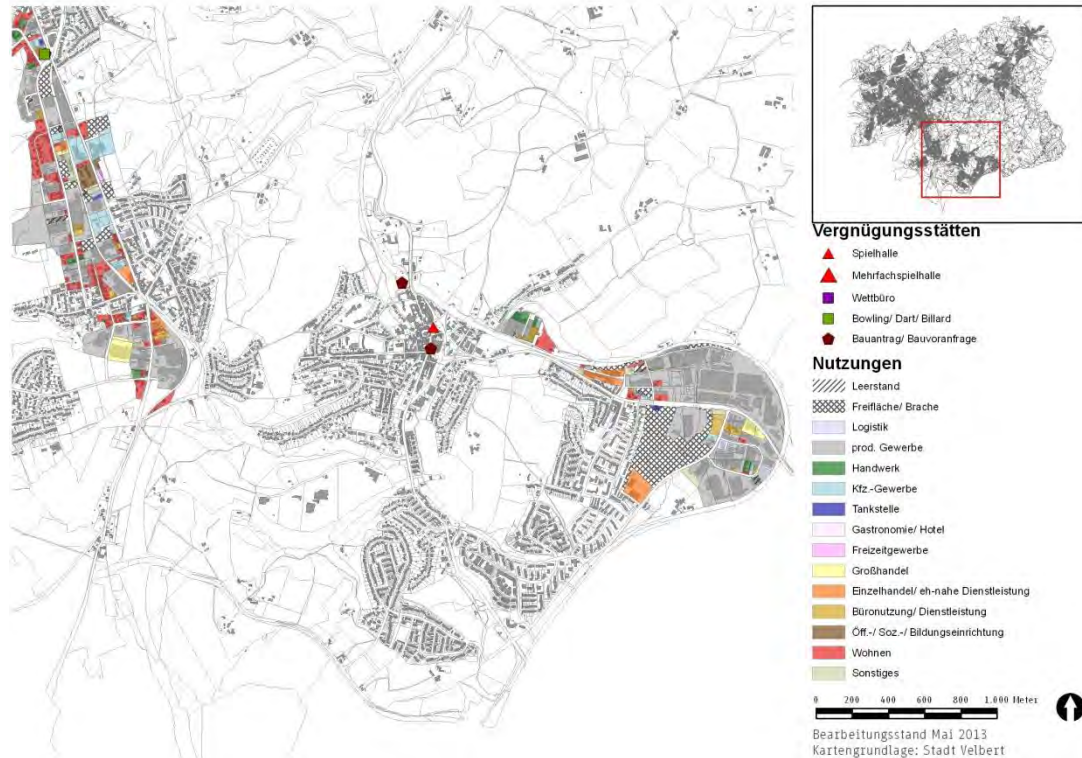 Vergnügungsstätten
Spielhalle
Mehrfachspielhalle
Wettbüro
Bowling/ Dart/ Billard
Bauantrag/ Bauvoranfrage
Nutzungen
Leerstand
Freifläche/ Brache
Logistik
prod. Gewerbe
Handwerk
Kfz.-Gewerbe
Tankstelle
Gastronomie/ Hotel
Freizeitgewerbe
Großhandel
Einzelhandel/ eh-nahe Dienstleistung
Büronutzung/ Dienstleistung
Öff.-/ Soz.-/ Bildungseinrichtung
Wohnen
Sonstiges
0 200 400 600 800 1.000 Meter
Bearbeitungsstand Mai 2013
Kartengrundlage: Stadt Velbert